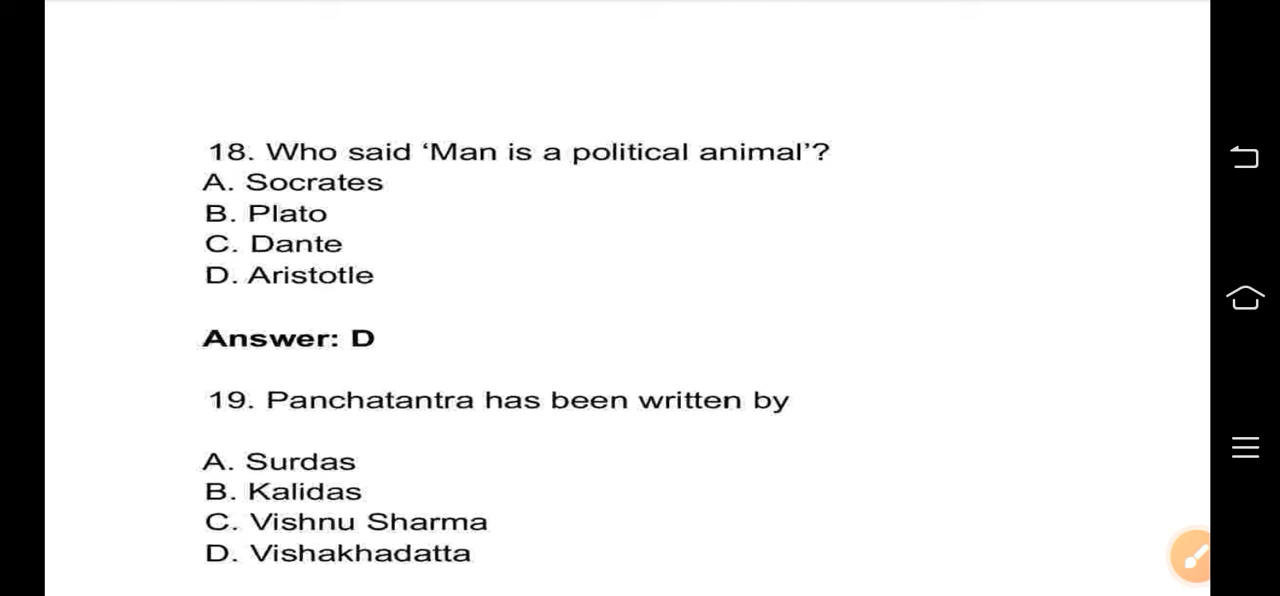 18. Who said ‘Man is a political animal’?
A. Socrates
B. Plato
C. Dante
D. Aristotle
Answer: D
19. Panchatantra has been written by
A. Surdas
B. Kalidas
C. Vishnu Sharma
D. Vishakhadatta